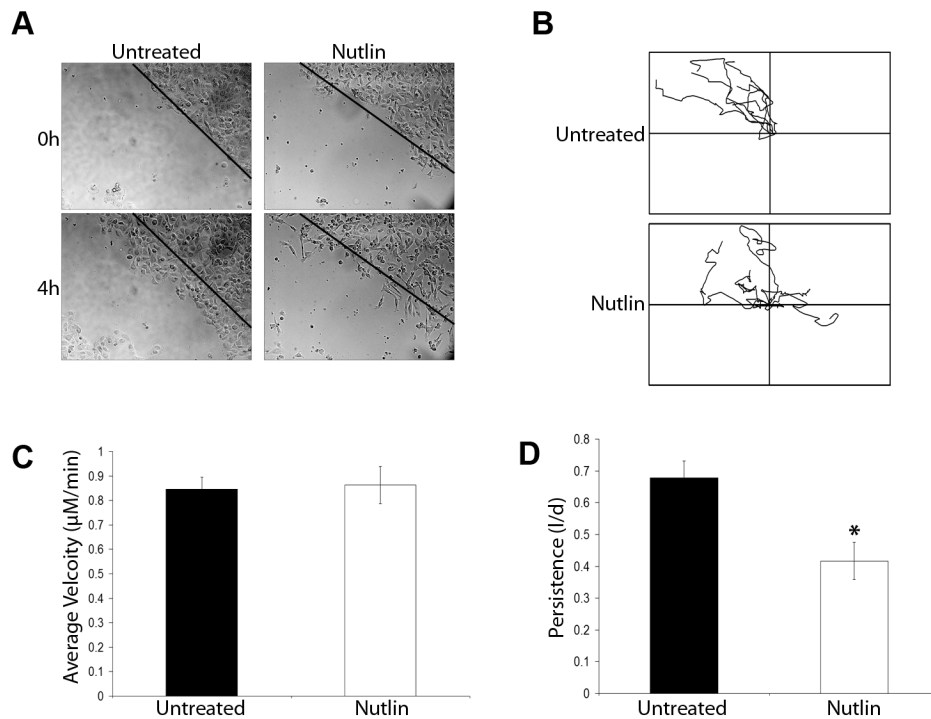 A
Untreated
Nutlin
0h
4h
B
Untreated
Nutlin
C
Average Velcoity (µM/min)
1
0.9
0.8
0.7
0.6
0.5
0.4
0.3
0.2
0.1
0
Untreated
Nutlin
D
Persistence (l/d)
0.8
0.7
0.6
0.5
0.4
0.3
0.2
0.1
0
*
Untreated
Nutlin